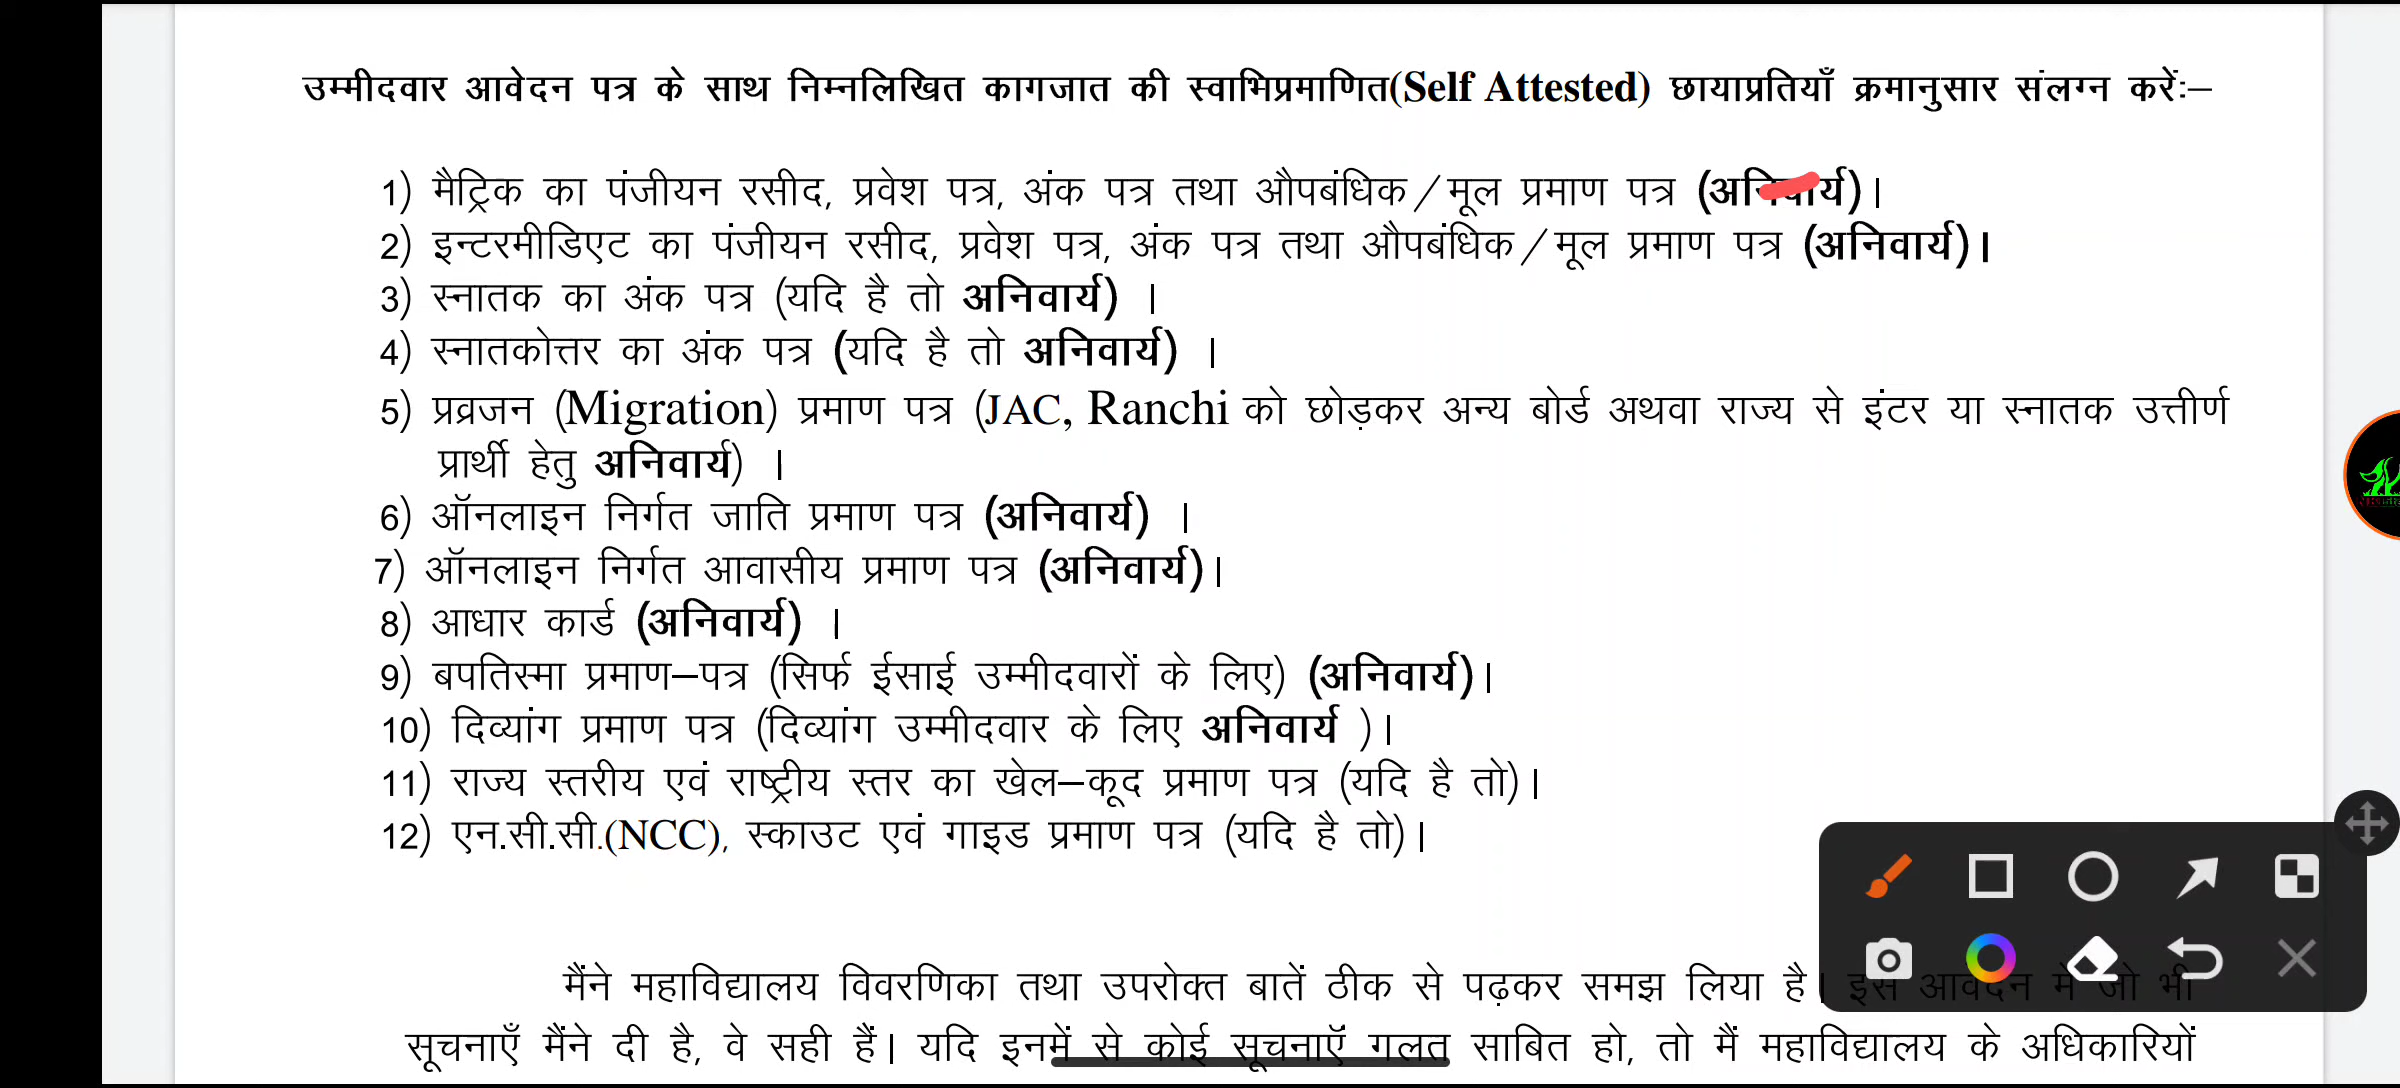 उम्मीदवार आवेदन पत्र के साथ निम्नलिखित कागजात की स्वाभिप्रमाणित(Self Attested) छायाप्रतियाँ क्रमानुसार संलग्न करें:–
1) मैट्रिक का पंजीयन रसीद, प्रवेश पत्र, अंक पत्र तथा औपबंधिक/मूल प्रमाण पत्र (अनिवार्य)।
2) इन्टरमीडिएट का पंजीयन रसीद, प्रवेश पत्र, अंक पत्र तथा औपबंधिक/मूल प्रमाण पत्र (अनिवार्य)।
3) स्नातक का अंक पत्र (यदि है तो अनिवार्य) ।
4) स्नातकोत्तर का अंक पत्र (यदि है तो अनिवार्य) ।
5) प्रव्रजन (Migration) प्रमाण पत्र (JAC, Ranchi को छोड़कर अन्य बोर्ड अथवा राज्य से इंटर या स्नातक उत्तीर्ण
प्रार्थी हेतु अनिवार्य) ।
6) ऑनलाइन निर्गत जाति प्रमाण पत्र (अनिवार्य) ।
7) ऑनलाइन निर्गत आवासीय प्रमाण पत्र (अनिवार्य)।
8) आधार कार्ड (अनिवार्य) ।
9) बपतिस्मा प्रमाण–पत्र (सिर्फ ईसाई उम्मीदवारों के लिए) (अनिवार्य)।
10) दिव्यांग प्रमाण पत्र (दिव्यांग उम्मीदवार के लिए अनिवार्य )।
11) राज्य स्तरीय एवं राष्ट्रीय स्तर का खेल–कूद प्रमाण पत्र (यदि है तो)।
12) एन.सी.सी.(NCC), स्काउट एवं गाइड प्रमाण पत्र (यदि है तो)।
मैंने महाविद्यालय विवरणिका तथा उपरोक्त बातें ठीक से पढ़कर समझ लिया है। इस आवेदन में जो भी
सूचनाएँ मैंने दी है, वे सही हैं। यदि इनमें से कोई सूचनाएँ गलत साबित हो, तो मैं महाविद्यालय के अधिकारियों